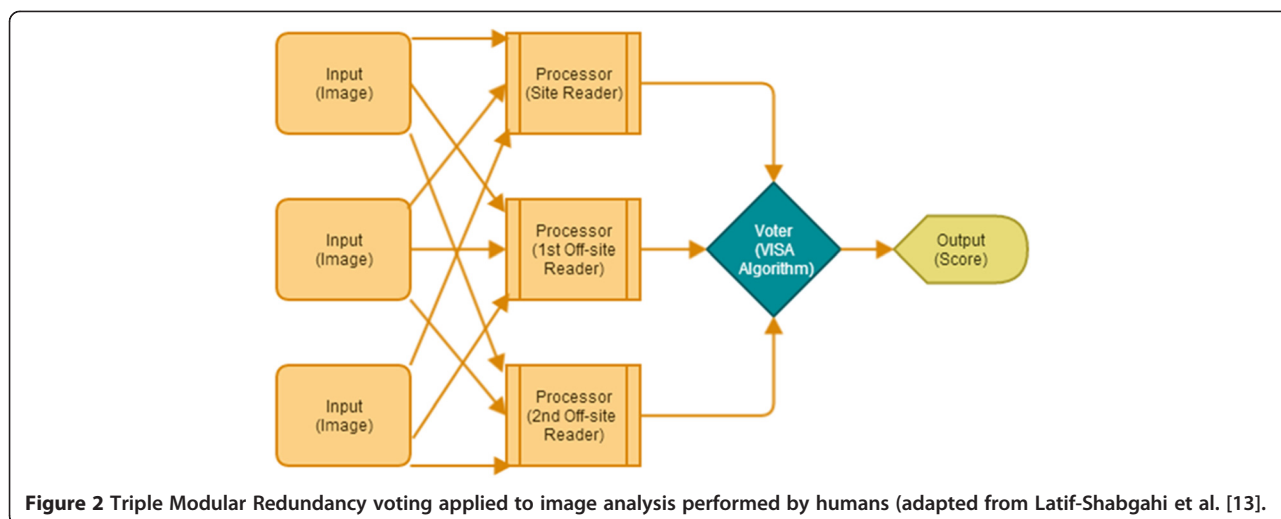 Input
(Image)
Processor
(Site Reader)
Input
(Image)
Processor
(1st Off-site
Reader)
Voter
(VISA
Algorithm)
Output
(Score)
Input
(Image)
Processor
(2nd Off-site
Reader)
Figure 2 Triple Modular Redundancy voting applied to image analysis performed by humans (adapted from Latif-Shabgahi et al. [13].